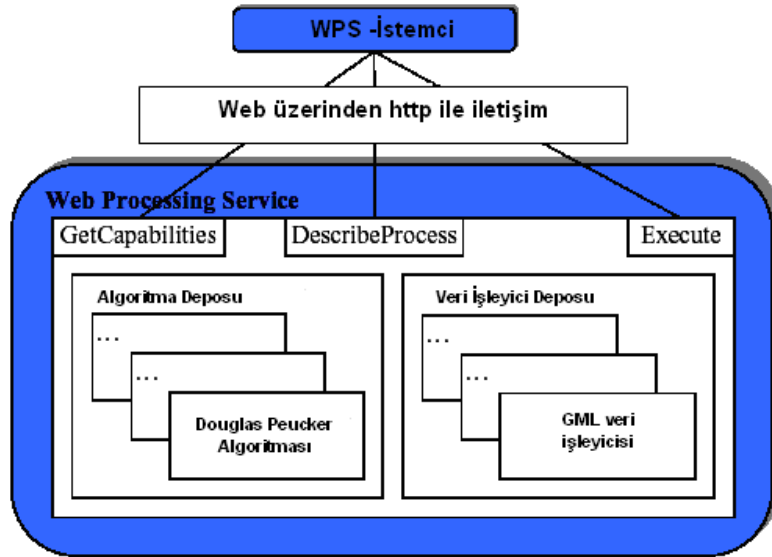 WPS -İstemci
Web üzerinden http ile iletişim
Web Processing Service
GetCapabilities
DescribeProcess
Execute
Algoritma Deposu
...
...
Douglas Peucker
Algoritması
Veri İşleyici Deposu
...
...
GML veri
işleyicisi